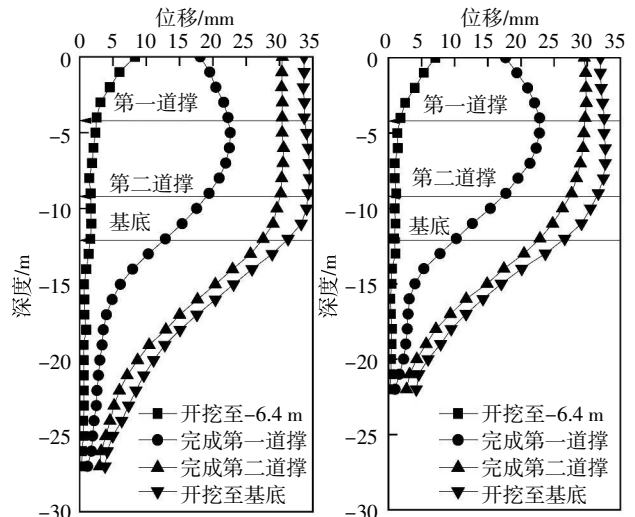 位移/mm
0 5 10 15 20 25 30 35
0
-5
-10
-15
-20
-25
-30
深度/m
第一道撑
第二道撑
基底
开挖至-6.4 m
完成第一道撑
完成第二道撑
开挖至基底
位移/mm
0 5 10 15 20 25 30 35
0
-5
-10
-15
-20
-25
-30
深度/m
第一道撑
第二道撑
基底
开挖至-6.4 m
完成第一道撑
完成第二道撑
开挖至基底